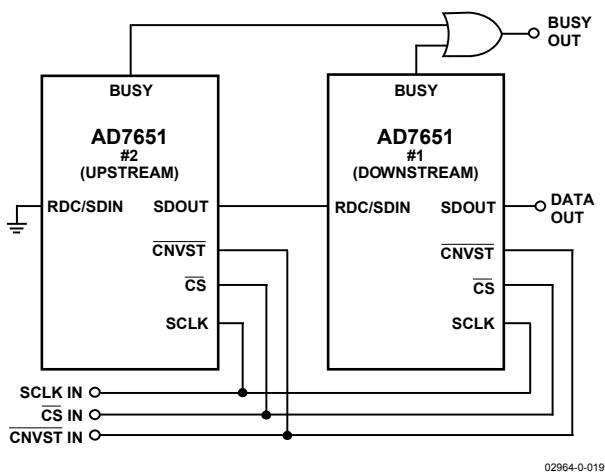 BUSY
OUT
BUSY
BUSY
AD7651
#2
(UPSTREAM)
AD7651
#1
(DOWNSTREAM)
RDC/SDIN SDOUT
RDC/SDIN SDOUT
DATA
OUT
CNVST
CNVST
CS
CS
SCLK
SCLK
SCLK IN
CS IN
CNVST IN
02964-0-019